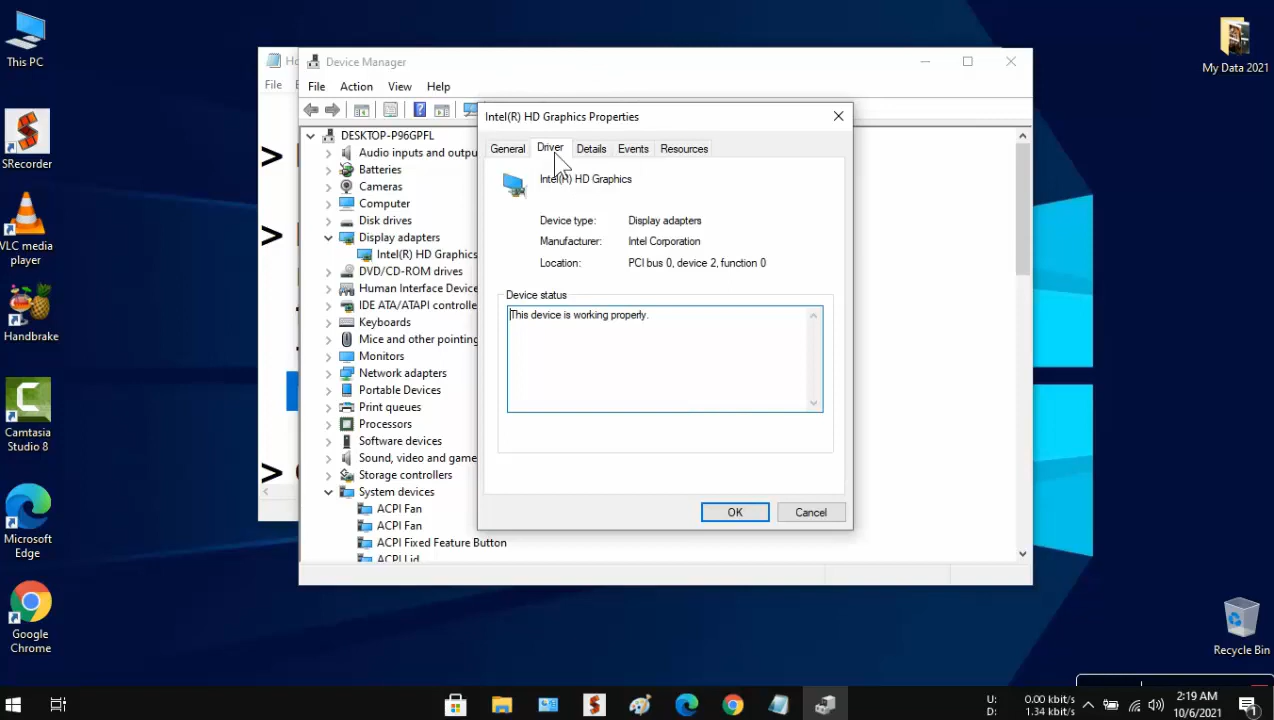 This PC
SRecorder
VLC media
player
Handbrake
Camtasia
Studio 8
Microsoft
Edge
Google
Chrome
My Data 2021
Recycle Bin
File
Device Manager
File Action View Help
DESKTOP-P96GPFL
Audio inputs and outpu
Batteries
Cameras
Computer
Disk drives
Display adapters
Intel(R) HD Graphics
DVD/CD-ROM drives
Human Interface Device
IDE ATA/ATAPI controlle
Keyboards
Mice and other pointing
Monitors
Network adapters
Portable Devices
Print queues
Processors
Software devices
Sound, video and game
Storage controllers
System devices
ACPI Fan
ACPI Fan
ACPI Fixed Feature Button
ACPI Lid
Intel(R) HD Graphics Properties
General Driver Details Events Resources
Intel(R) HD Graphics
Device type: Display adapters
Manufacturer: Intel Corporation
Location: PCI bus 0, device 2, function 0
Device status
This device is working properly.
OK Cancel
U: 0.00 kbit/s
D: 1.34 kbit/s
2:19 AM
10/6/2021
1